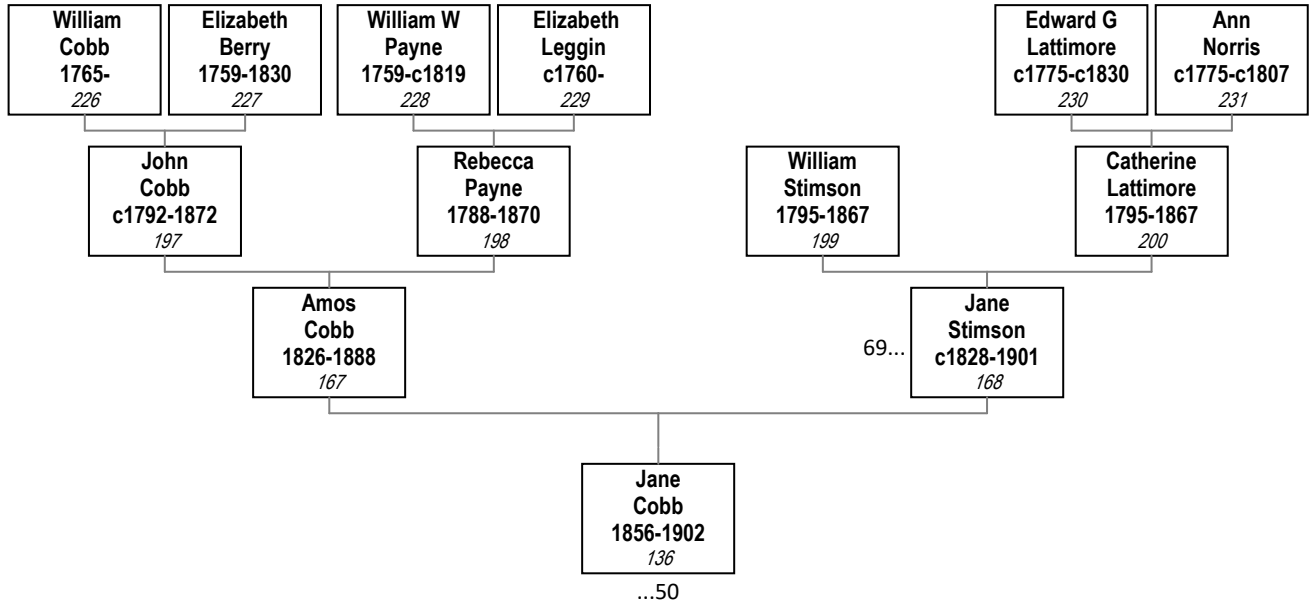 William
Cobb
1765-
226
Elizabeth
Berry
1759-1830
227
William W
Payne
1759-c1819
228
Elizabeth
Leggin
c1760-
229
Edward G
Lattimore
c1775-c1830
230
Ann
Norris
c1775-c1807
231
John
Cobb
c1792-1872
197
Rebecca
Payne
1788-1870
198
William
Stimson
1795-1867
199
Catherine
Lattimore
1795-1867
200
Amos
Cobb
1826-1888
167
69...
Jane
Stimson
c1828-1901
168
Jane
Cobb
1856-1902
136
...50